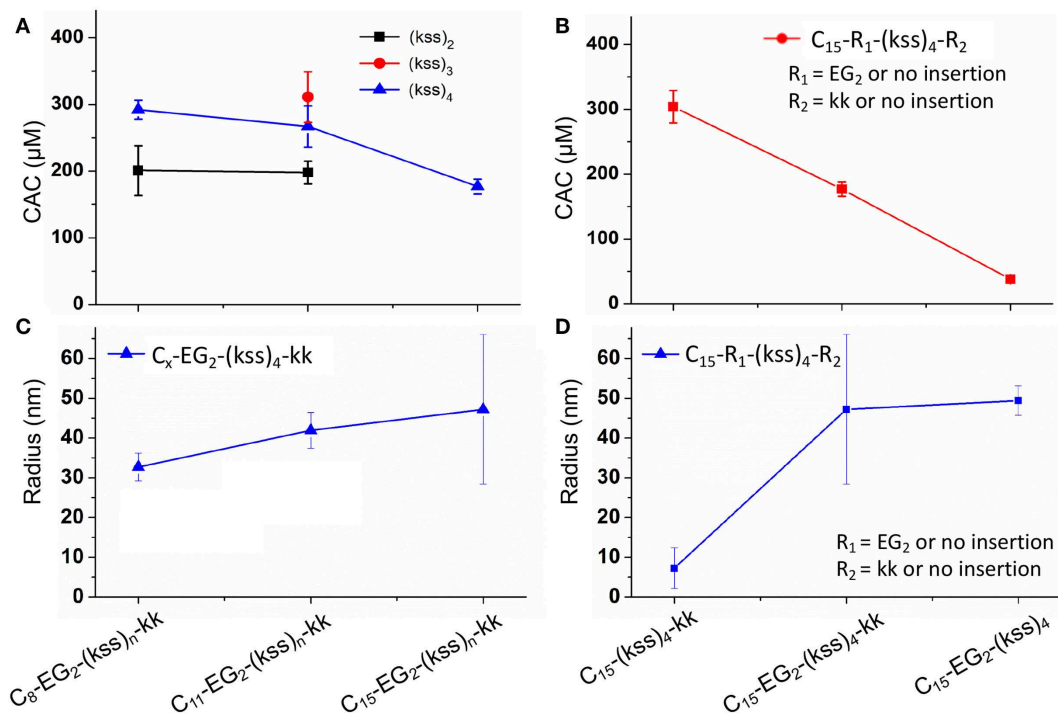 A
400
300
200
100
0
CAC (µM)
(kss)₂
(kss)₃
(kss)₄
B
400
300
200
100
0
CAC (µM)
C₁₅-R₁-(kss)₄-R₂
R₁ = EG₂ or no insertion
R₂ = kk or no insertion
C
60
50
40
30
20
10
0
Radius (nm)
Cₓ-EG₂-(kss)₄-kk
C₈-EG₂-(kss)ₙ-kk
C₁₁-EG₂-(kss)ₙ-kk
C₁₅-EG₂-(kss)ₙ-kk
D
60
50
40
30
20
10
0
Radius (nm)
C₁₅-R₁-(kss)₄-R₂
R₁ = EG₂ or no insertion
R₂ = kk or no insertion
C₁₅-(kss)₄-kk
C₁₅-EG₂-(kss)₄-kk
C₁₅-EG₂-(kss)₄